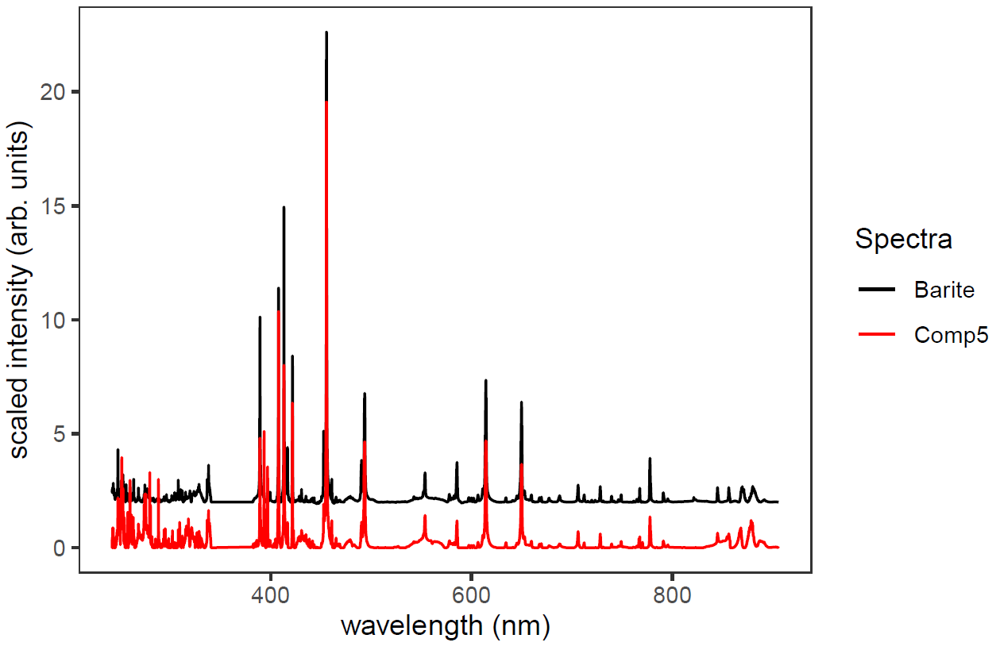 20
15
10
5
0
scaled intensity (arb. units)
400 600 800
wavelength (nm)
Spectra
Barite
Comp5